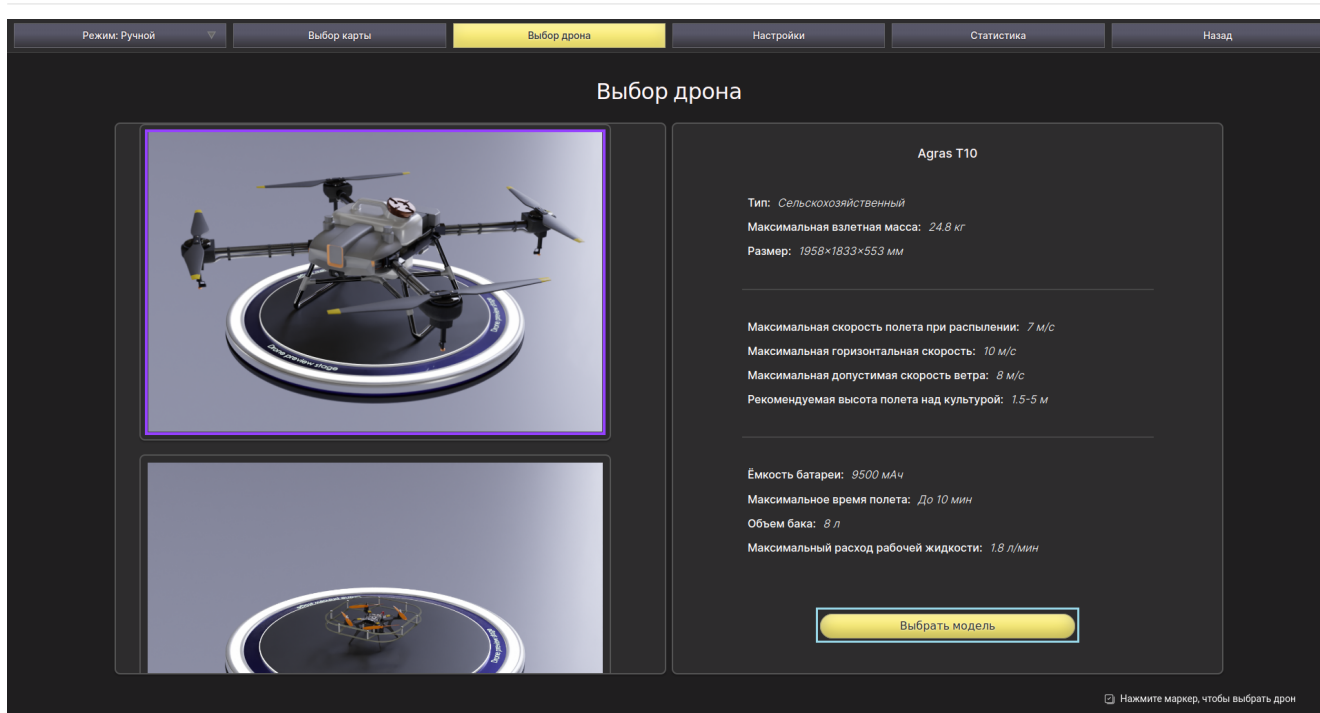 Режим: Ручной
Выбор карты
Выбор дрона
Настройки
Статистика
Назад
Выбор дрона
Drone preview stage
Agras T10
Тип: Сельскохозяйственный
Максимальная взлетная масса: 24.8 кг
Размер: 1958×1833×553 мм
Максимальная скорость полета при распылении: 7 м/с
Максимальная горизонтальная скорость: 10 м/с
Максимальная допустимая скорость ветра: 8 м/с
Рекомендуемая высота полета над культурой: 1.5-5 м
Ёмкость батареи: 9500 мАч
Максимальное время полета: До 10 мин
Объем бака: 8 л
Максимальный расход рабочей жидкости: 1.8 л/мин
Выбрать модель
Нажмите маркер, чтобы выбрать дрон